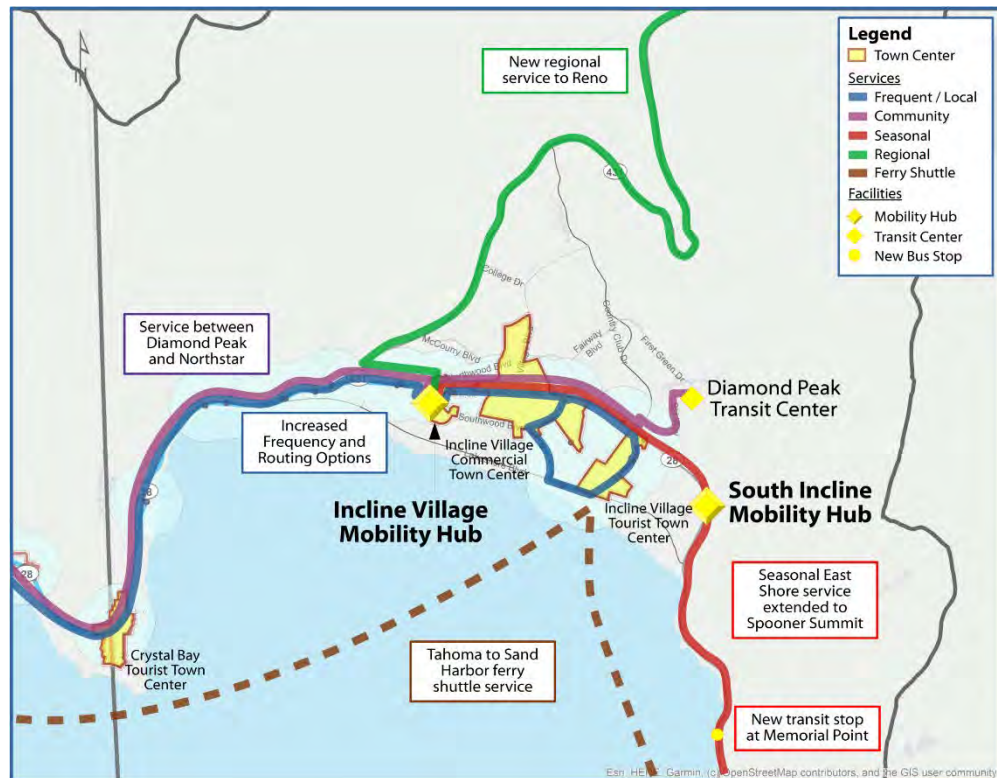 Legend
Town Center
Services
Frequent / Local
Community
Seasonal
Regional
Ferry Shuttle
Facilities
Mobility Hub
Transit Center
New Bus Stop
N
New regional
service to Reno
431
College Dr
Country Club Dr
First Green Dr
Fairway
Blvd
McCourry Blvd
Service between
Diamond Peak
and Northstar
Diamond Peak
Transit Center
Increased
Frequency and
Routing Options
Southwood
Incline Village
Commercial
Town Center
Incline Village
Mobility Hub
28
South Incline
Mobility Hub
Incline Village
Tourist Town
Center
28
28
Crystal Bay
Tourist Town
Center
Seasonal East
Shore service
extended to
Spooner Summit
Tahoma to Sand
Harbor ferry
shuttle service
New transit stop
at Memorial Point
Esri, HERE, Garmin, (c) OpenStreetMap contributors, and the GIS user community